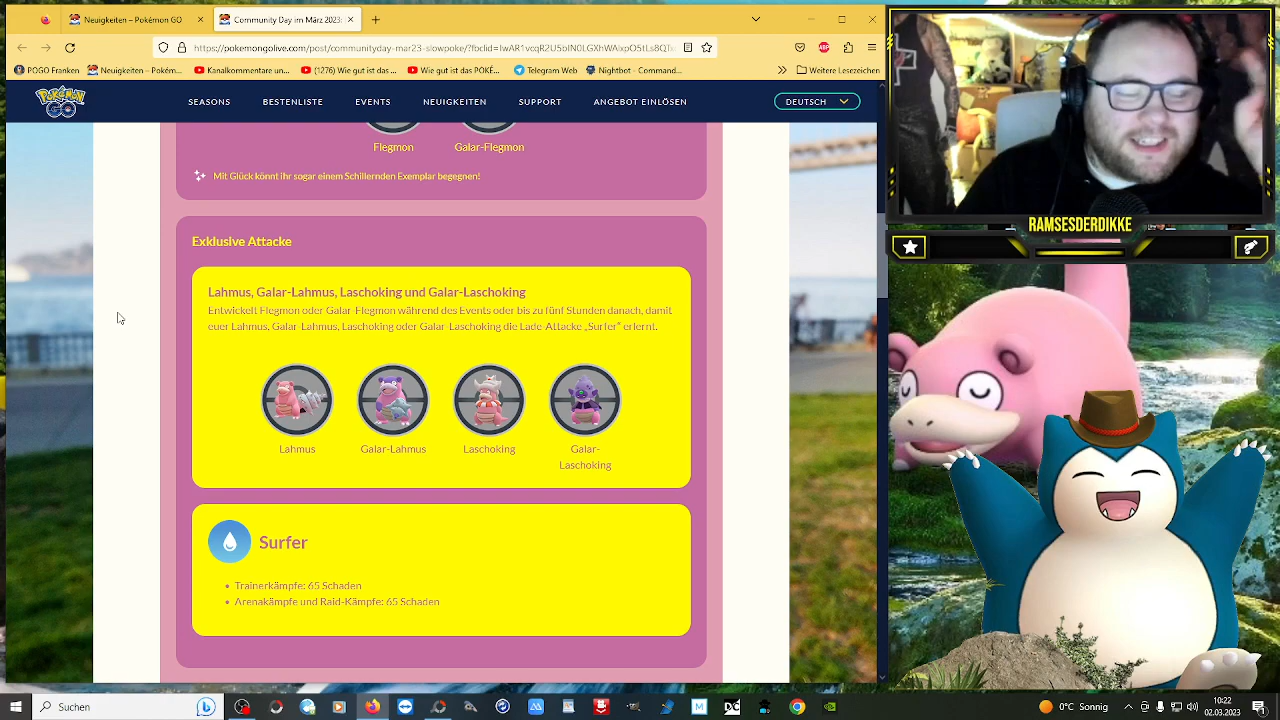 Neuigkeiten – Pokémon GO
Community Day im März 2023:
https://pokemongolive.com/post/communityday-mar23-slowpoke/?fbclid=IwAR1vcqR2U5oIN0LGXhWAIxpO5tLs8QT
POGO Franken
Neuigkeiten – Pokém...
Kanalkommentare un...
(1276) Wie gut ist das ...
Wie gut ist das POKÉ...
Telegram Web
Nightbot - Comman...
Weitere Lesezeichen
POKÉMON GO
SEASONS
BESTENLISTE
EVENTS
NEUIGKEITEN
SUPPORT
ANGEBOT EINLÖSEN
DEUTSCH
Flegmon
Galar-Flegmon
Mit Glück könnt ihr sogar einem Schillernden Exemplar begegnen!
Exklusive Attacke
Lahmus, Galar-Lahmus, Laschoking und Galar-Laschoking
Entwickelt Flegmon oder Galar-Flegmon während des Events oder bis zu fünf Stunden danach, damit
euer Lahmus, Galar-Lahmus, Laschoking oder Galar-Laschoking die Lade-Attacke „Surfer“ erlernt.
Lahmus
Galar-Lahmus
Laschoking
Galar-
Laschoking
Surfer
Trainerkämpfe: 65 Schaden
Arenakämpfe und Raid-Kämpfe: 65 Schaden
RAMSESDERDIKKE
Suchen
0°C Sonnig
10:22
02.03.2023